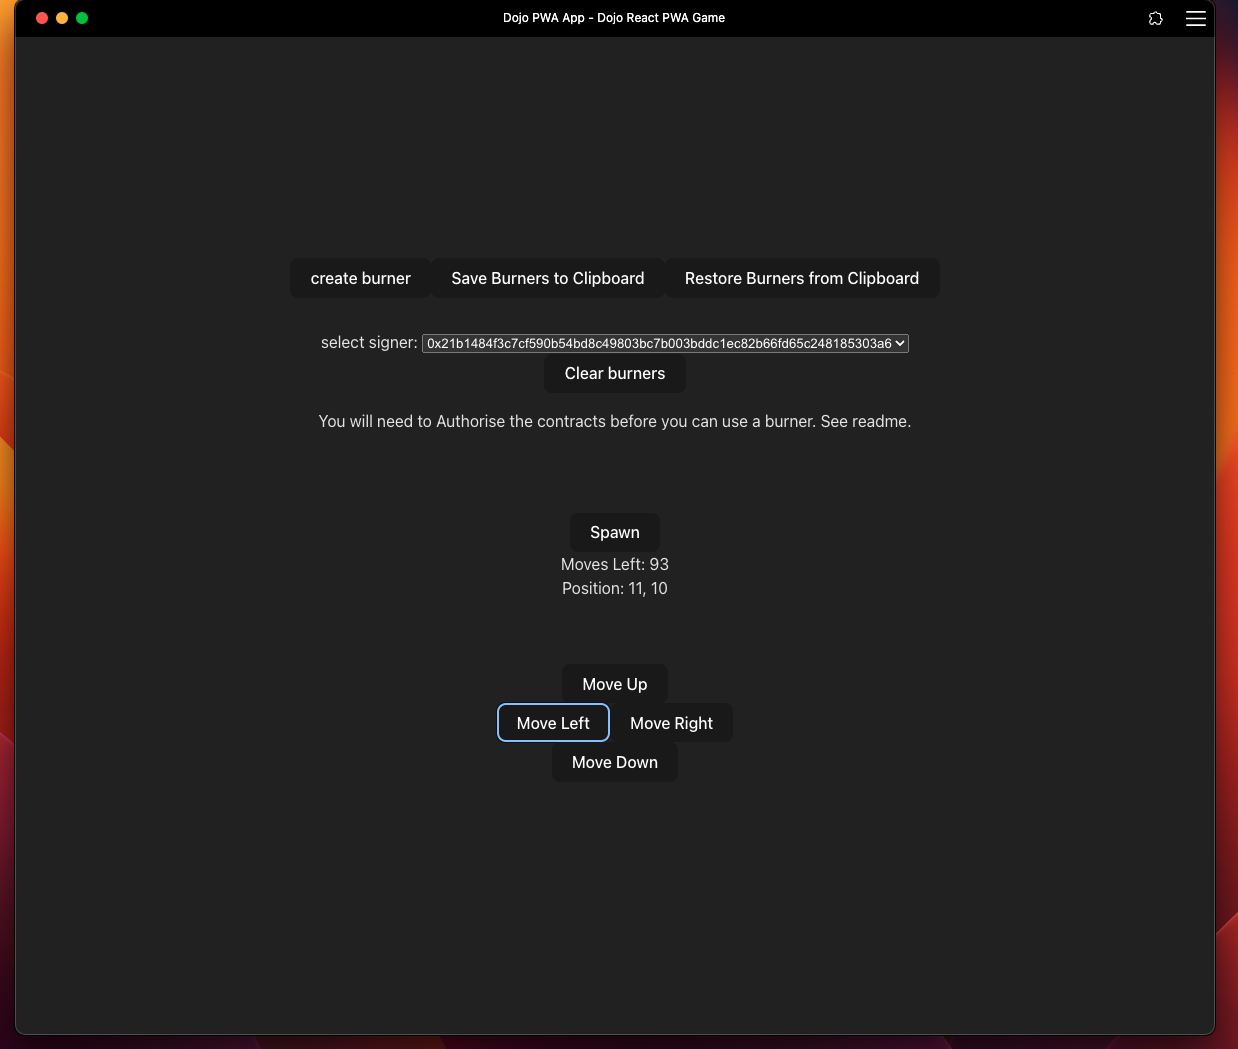 Dojo PWA App - Dojo React PWA Game
create burner Save Burners to Clipboard Restore Burners from Clipboard
select signer: 0x21b1484f3c7cf590b54bd8c49803bc7b003bddc1ec82b66fd65c248185303a6
Clear burners
You will need to Authorise the contracts before you can use a burner. See readme.
Spawn
Moves Left: 93
Position: 11, 10
Move Up
Move Left Move Right
Move Down